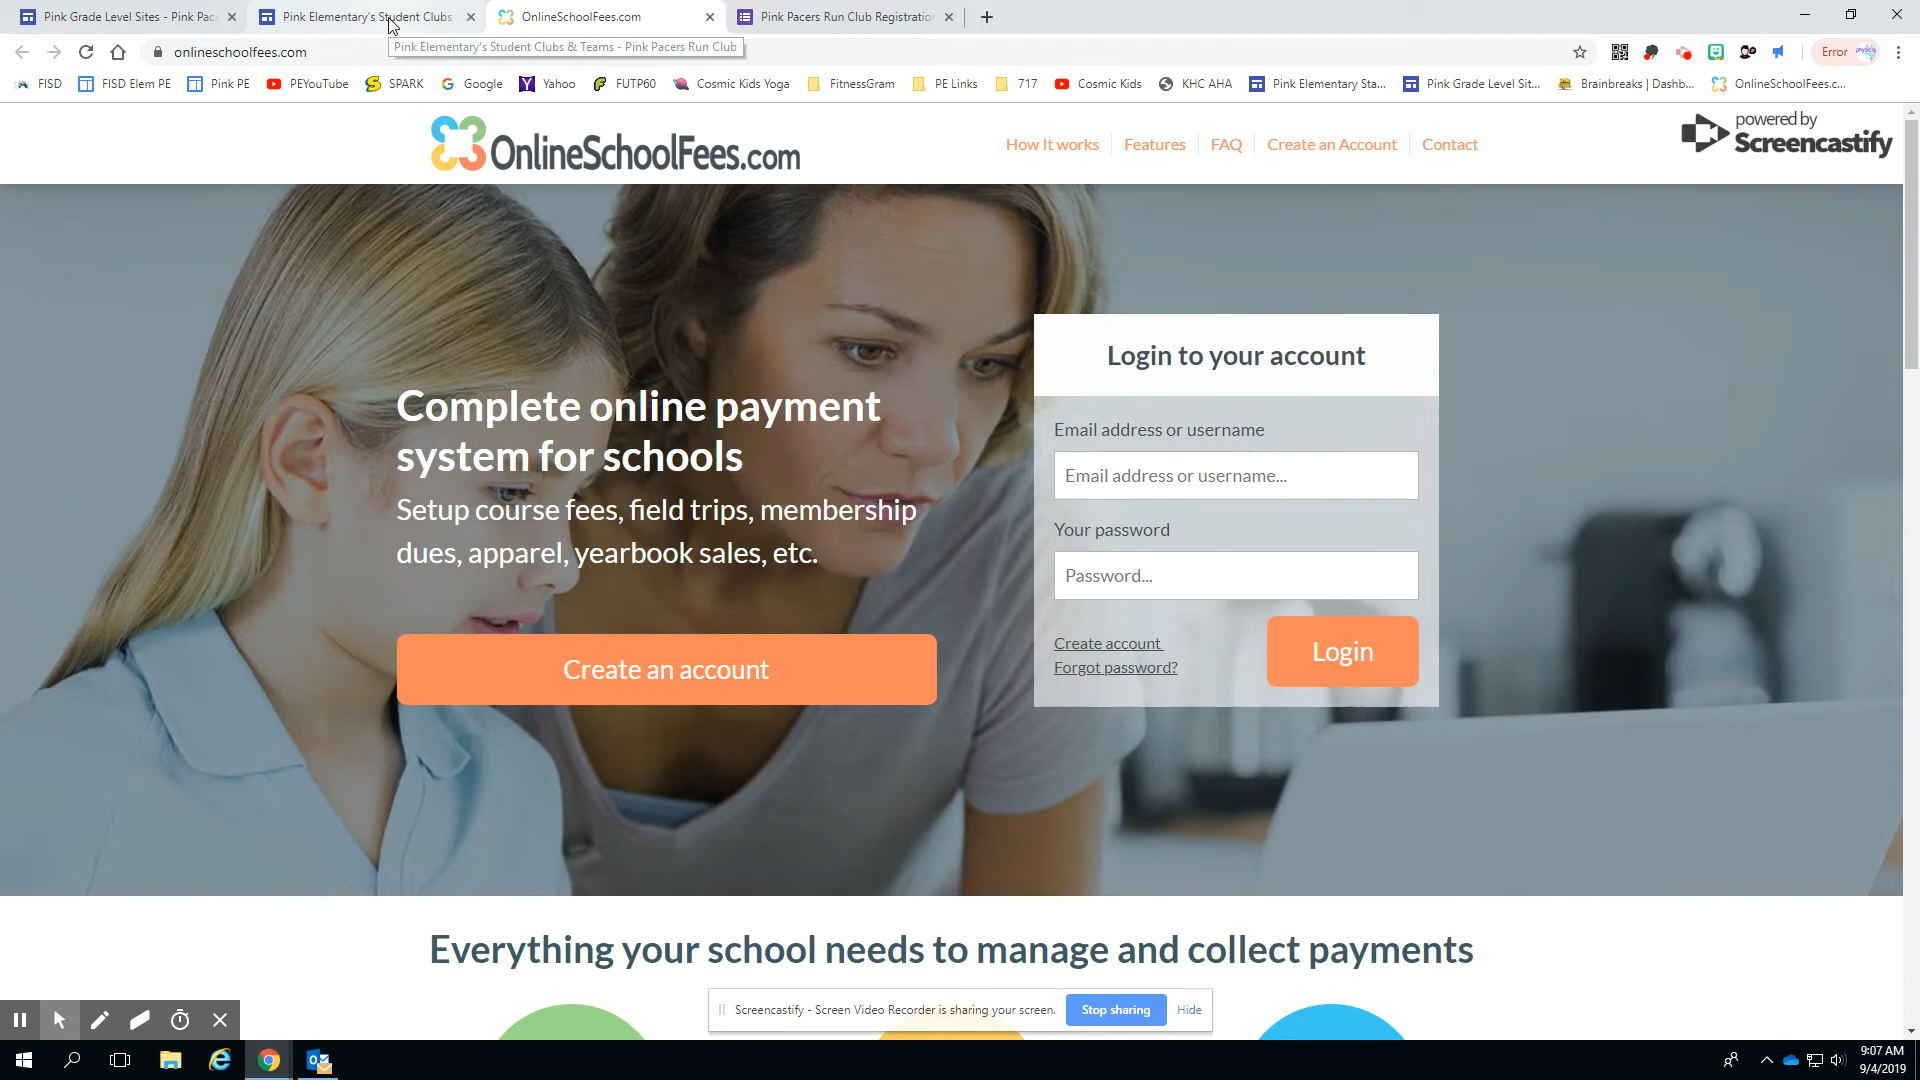 Pink Grade Level Sites - Pink Pac
Pink Elementary's Student Clubs
OnlineSchoolFees.com
Pink Pacers Run Club Registration
onlineschoolfees.com
Pink Elementary's Student Clubs & Teams - Pink Pacers Run Club
Error
FISD
FISD Elem PE
Pink PE
PEYouTube
SPARK
Google
Yahoo
FUTP60
Cosmic Kids Yoga
FitnessGram
PE Links
717
Cosmic Kids
KHC AHA
Pink Elementary Sta...
Pink Grade Level Sit...
Brainbreaks | Dashb...
OnlineSchoolFees.c...
OnlineSchoolFees.com
How It works
Features
FAQ
Create an Account
Contact
powered by
Screencastify
Complete online payment
system for schools
Setup course fees, field trips, membership
dues, apparel, yearbook sales, etc.
Create an account
Login to your account
Email address or username
Email address or username...
Your password
Password...
Create account
Forgot password?
Login
Everything your school needs to manage and collect payments
Screencastify - Screen Video Recorder is sharing your screen.
Stop sharing
Hide
9:07 AM
9/4/2019